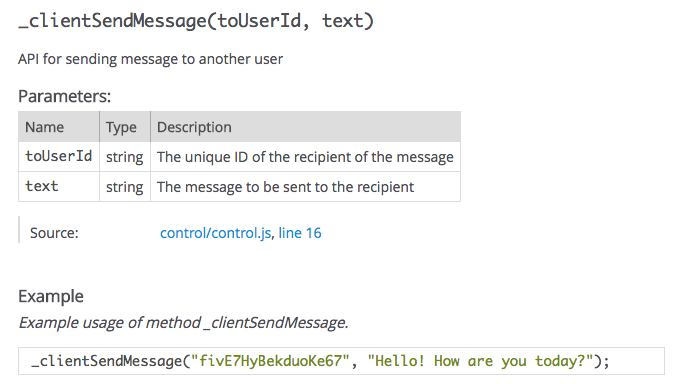 _clientSendMessage(toUserId, text)
API for sending message to another user
Parameters:
Name Type Description
toUserId string The unique ID of the recipient of the message
text string The message to be sent to the recipient
Source: control/control.js, line 16
Example
Example usage of method _clientSendMessage.
_clientSendMessage("fivE7HyBekduoKe67", "Hello! How are you today?");